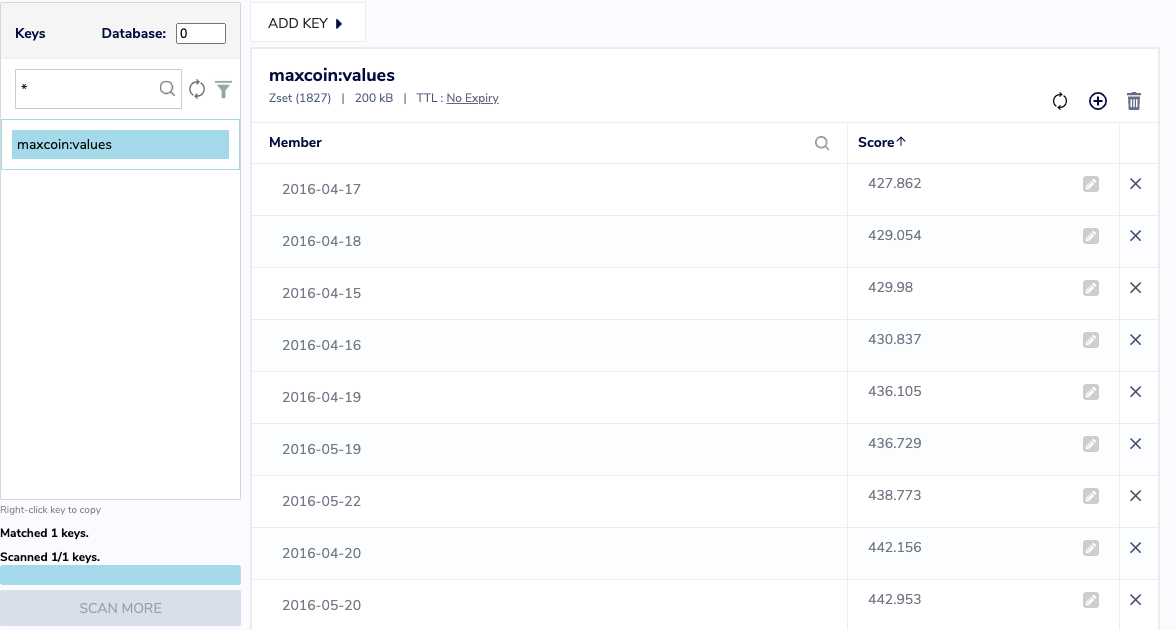 Keys Database: 0
*
maxcoin:values
Right-click key to copy
Matched 1 keys.
Scanned 1/1 keys.
SCAN MORE
ADD KEY
maxcoin:values
Zset (1827) | 200 kB | TTL : No Expiry
Member Score↑
2016-04-17 427.862
2016-04-18 429.054
2016-04-15 429.98
2016-04-16 430.837
2016-04-19 436.105
2016-05-19 436.729
2016-05-22 438.773
2016-04-20 442.156
2016-05-20 442.953